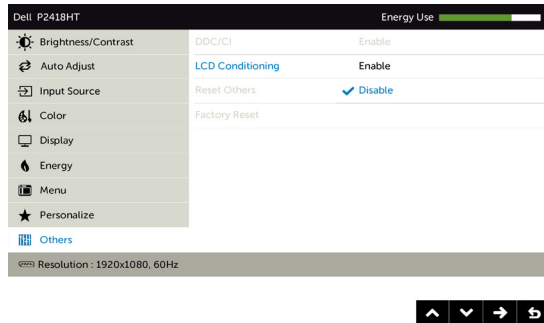 Dell P2418HT Energy Use
Brightness/Contrast DDC/CI Enable
Auto Adjust LCD Conditioning Enable
Input Source Reset Others Disable
Color Factory Reset
Display
Energy
Menu
Personalize
Others
Resolution : 1920x1080, 60Hz